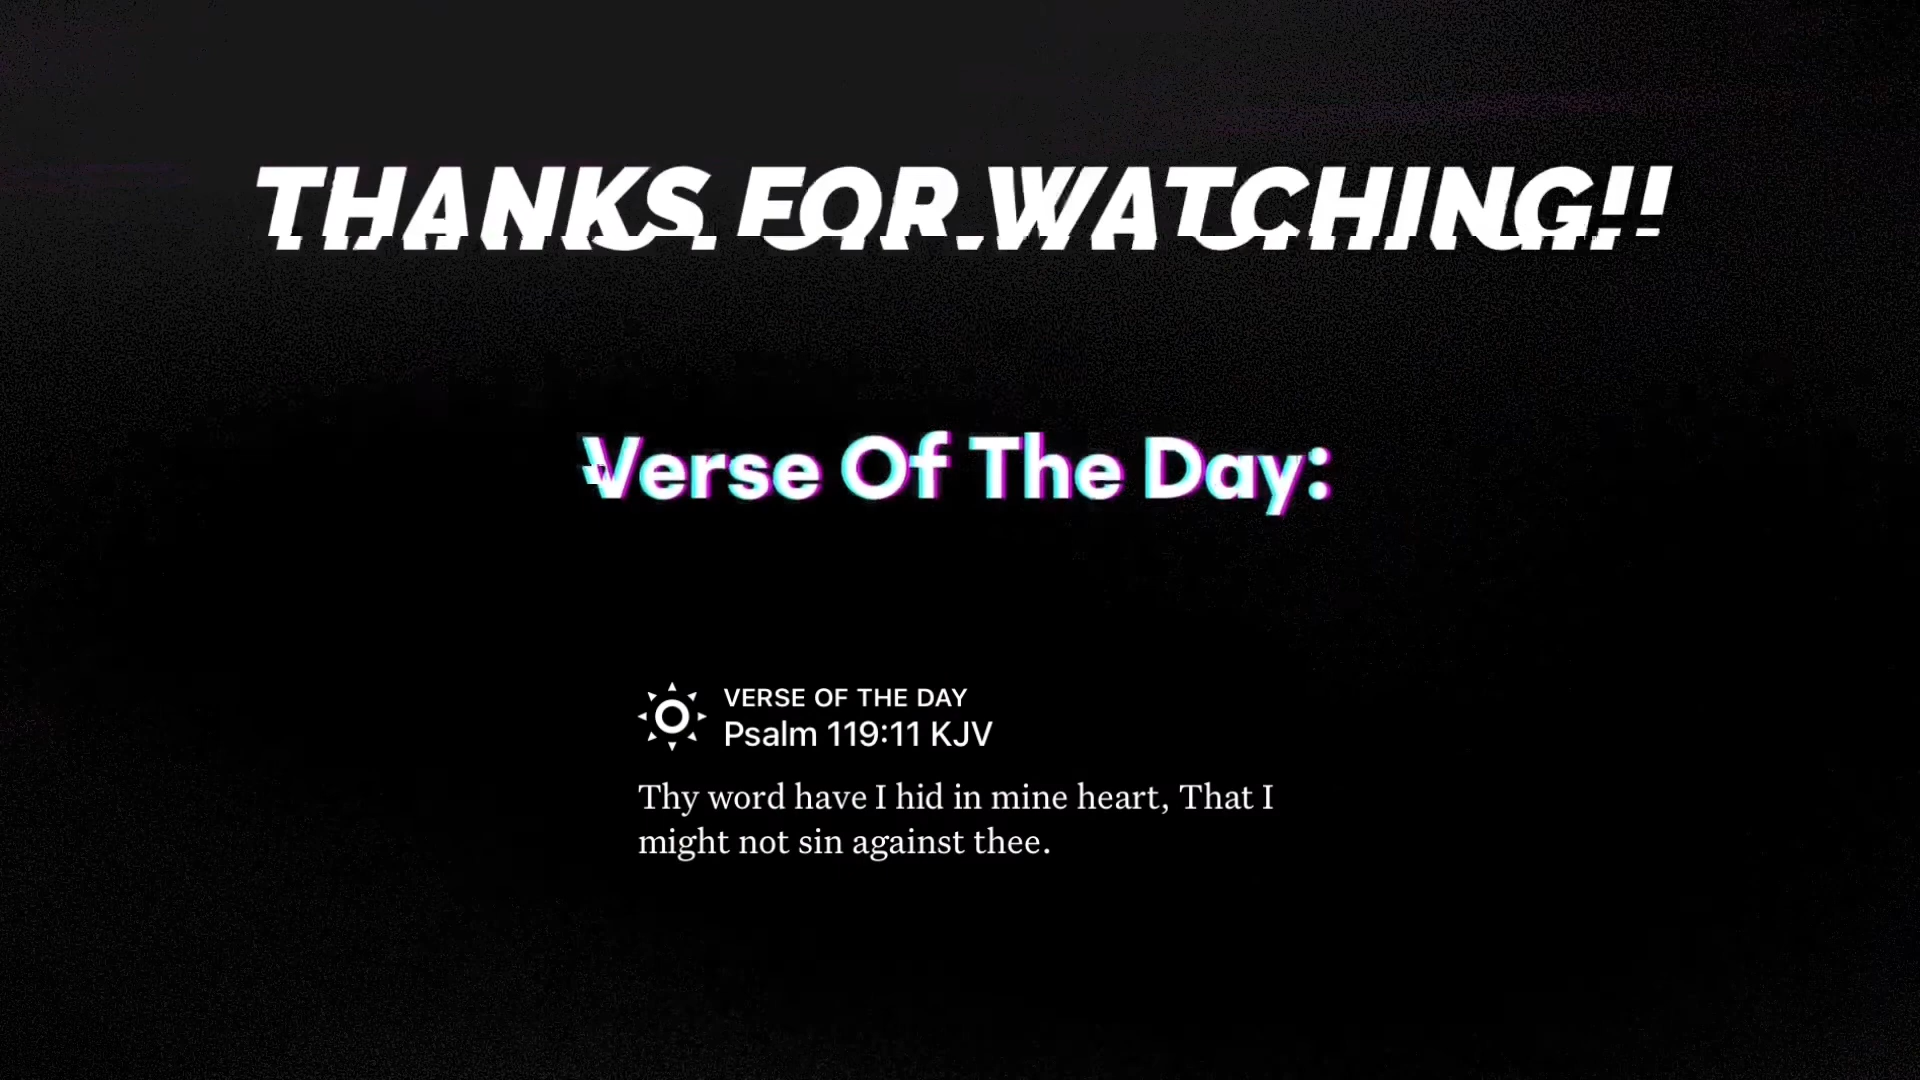 THANKS FOR WATCHING!!
Verse Of The Day:
VERSE OF THE DAY
Psalm 119:11 KJV
Thy word have I hid in mine heart, That I
might not sin against thee.